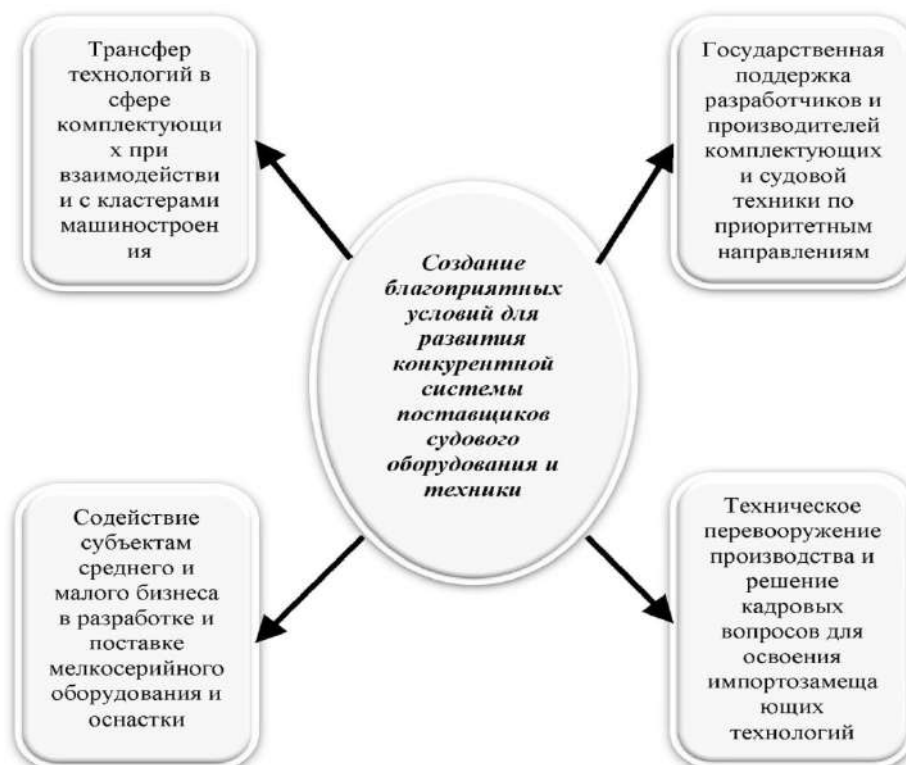 Трансфер
технологий в
сфере
комплектующи
х при
взаимодействи
и с кластерами
машиностроен
ия
Государственная
поддержка
разработчиков и
производителей
комплектующих
и судовой
техники по
приоритетным
направлениям
Создание
благоприятных
условий для
развития
конкурентной
системы
поставщиков
судового
оборудования и
техники
Содействие
субъектам
среднего и
малого бизнеса
в разработке и
поставке
мелкосерийного
оборудования и
оснастки
Техническое
перевооружение
производства и
решение
кадровых
вопросов для
освоения
импортозамеща
ющих
технологий